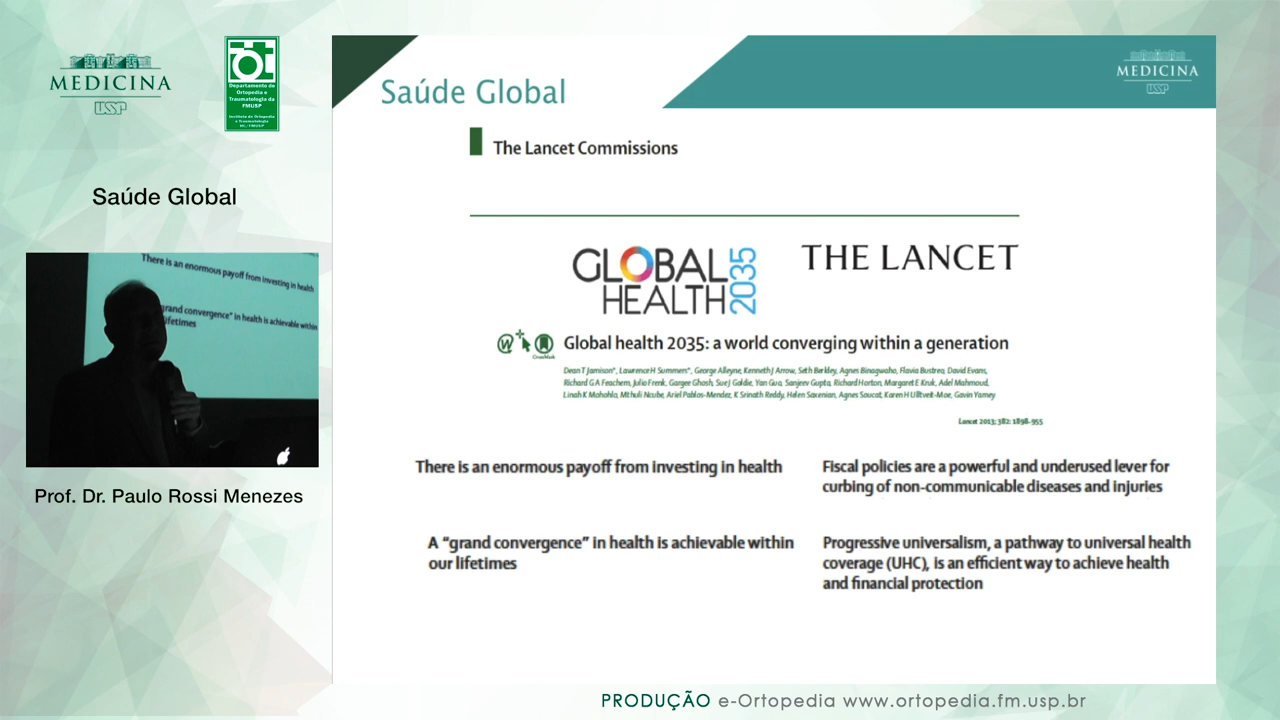 MEDICINA
USP
Departamento de
Ortopedia e
Traumatologia da
FMUSP
Instituto de Ortopedia
e Traumatologia
HC/FMUSP
Saúde Global
There is an enormous payoff from investing in health
grand convergence” in health is achievable within
lifetimes
Prof. Dr. Paulo Rossi Menezes
Saúde Global
MEDICINA
USP
The Lancet Commissions
GLOBAL
HEALTH
2035
THE LANCET
CrossMark
Global health 2035: a world converging within a generation
Dean T Jamison*, Lawrence H Summers*, George Alleyne, Kenneth J Arrow, Seth Berkley, Agnes Binagwaho, Flavia Bustreo, David Evans,
Richard G A Feachem, Julio Frenk, Gargee Ghosh, Sue J Goldie, Yan Guo, Sanjeev Gupta, Richard Horton, Margaret E Kruk, Adel Mahmoud,
Linah K Mohohlo, Mthuli Ncube, Ariel Pablos-Mendez, K Srinath Reddy, Helen Saxenian, Agnes Soucat, Karen H Ulltveit-Moe, Gavin Yamey
Lancet 2013; 382: 1898–955
There is an enormous payoff from investing in health
A “grand convergence” in health is achievable within
our lifetimes
Fiscal policies are a powerful and underused lever for
curbing of non-communicable diseases and injuries
Progressive universalism, a pathway to universal health
coverage (UHC), is an efficient way to achieve health
and financial protection
PRODUÇÃO e-Ortopedia www.ortopedia.fm.usp.br